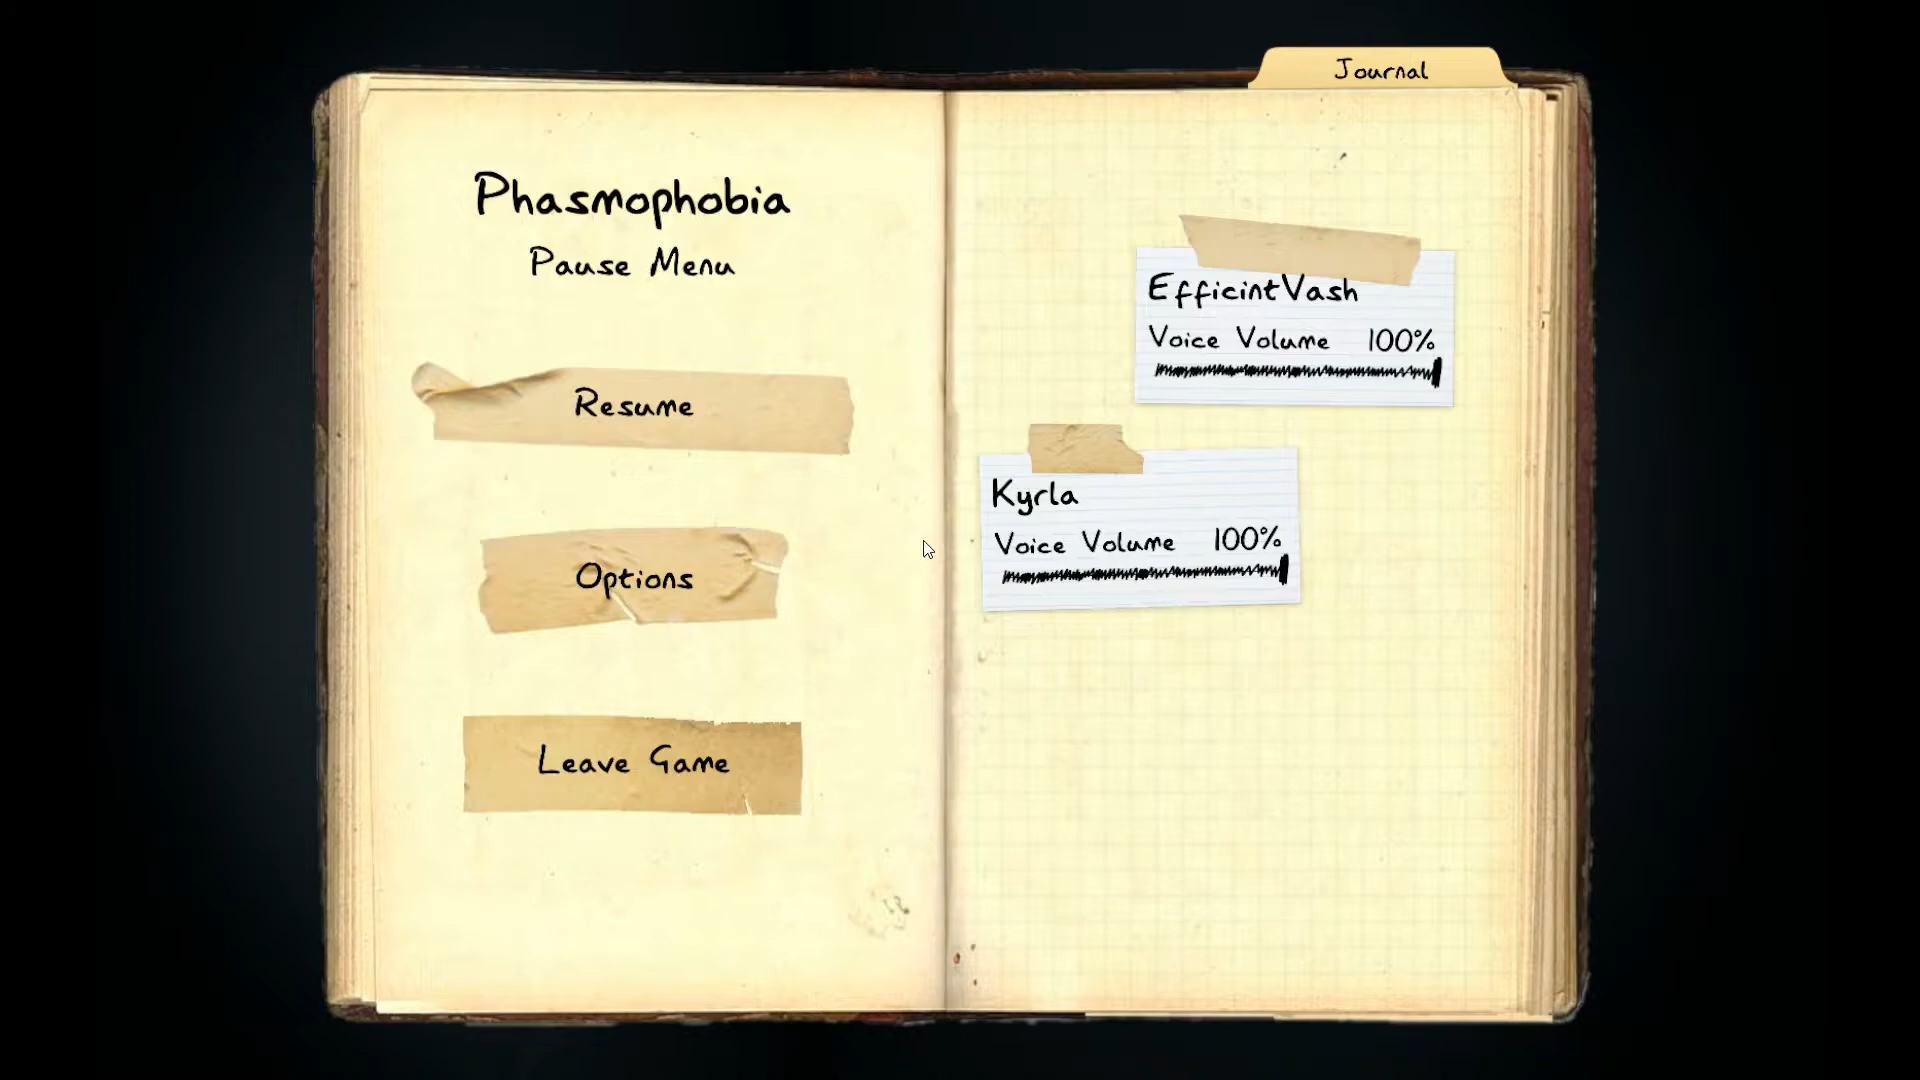 Journal
Phasmophobia
Pause Menu
Resume
Options
Leave Game
EfficintVash
Voice Volume 100%
Kyrla
Voice Volume 100%